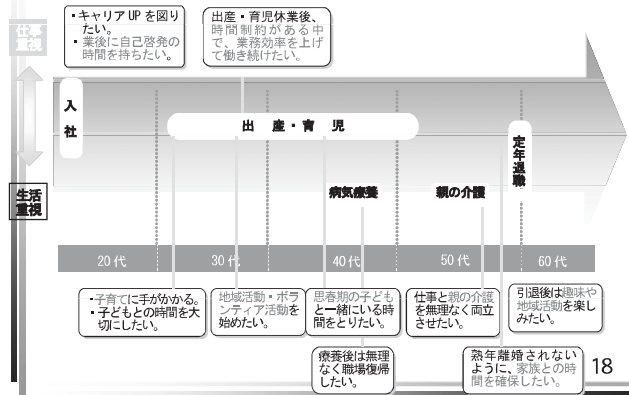 仕事
重視
・キャリアUPを図り
たい。
・業後に自己啓発の
時間を持ちたい。
出産・育児休業後、
時間制約がある中
で、業務効率を上げ
て働き続けたい。
入
社
出 産・育 児
定年退職
病気療養
親の介護
生活
重視
20代
30代
40代
50代
60代
・子育てに手がかかる。
・子どもとの時間を大
切にしたい。
地域活動・ボラ
ンティア活動を
始めたい。
思春期の子ども
と一緒にいる時
間をとりたい。
仕事と親の介護
を無理なく両立
させたい。
引退後は趣味や
地域活動を楽し
みたい。
療養後は無理
なく職場復帰
したい。
熟年離婚されない
ように、家族との時
間を確保したい。
18